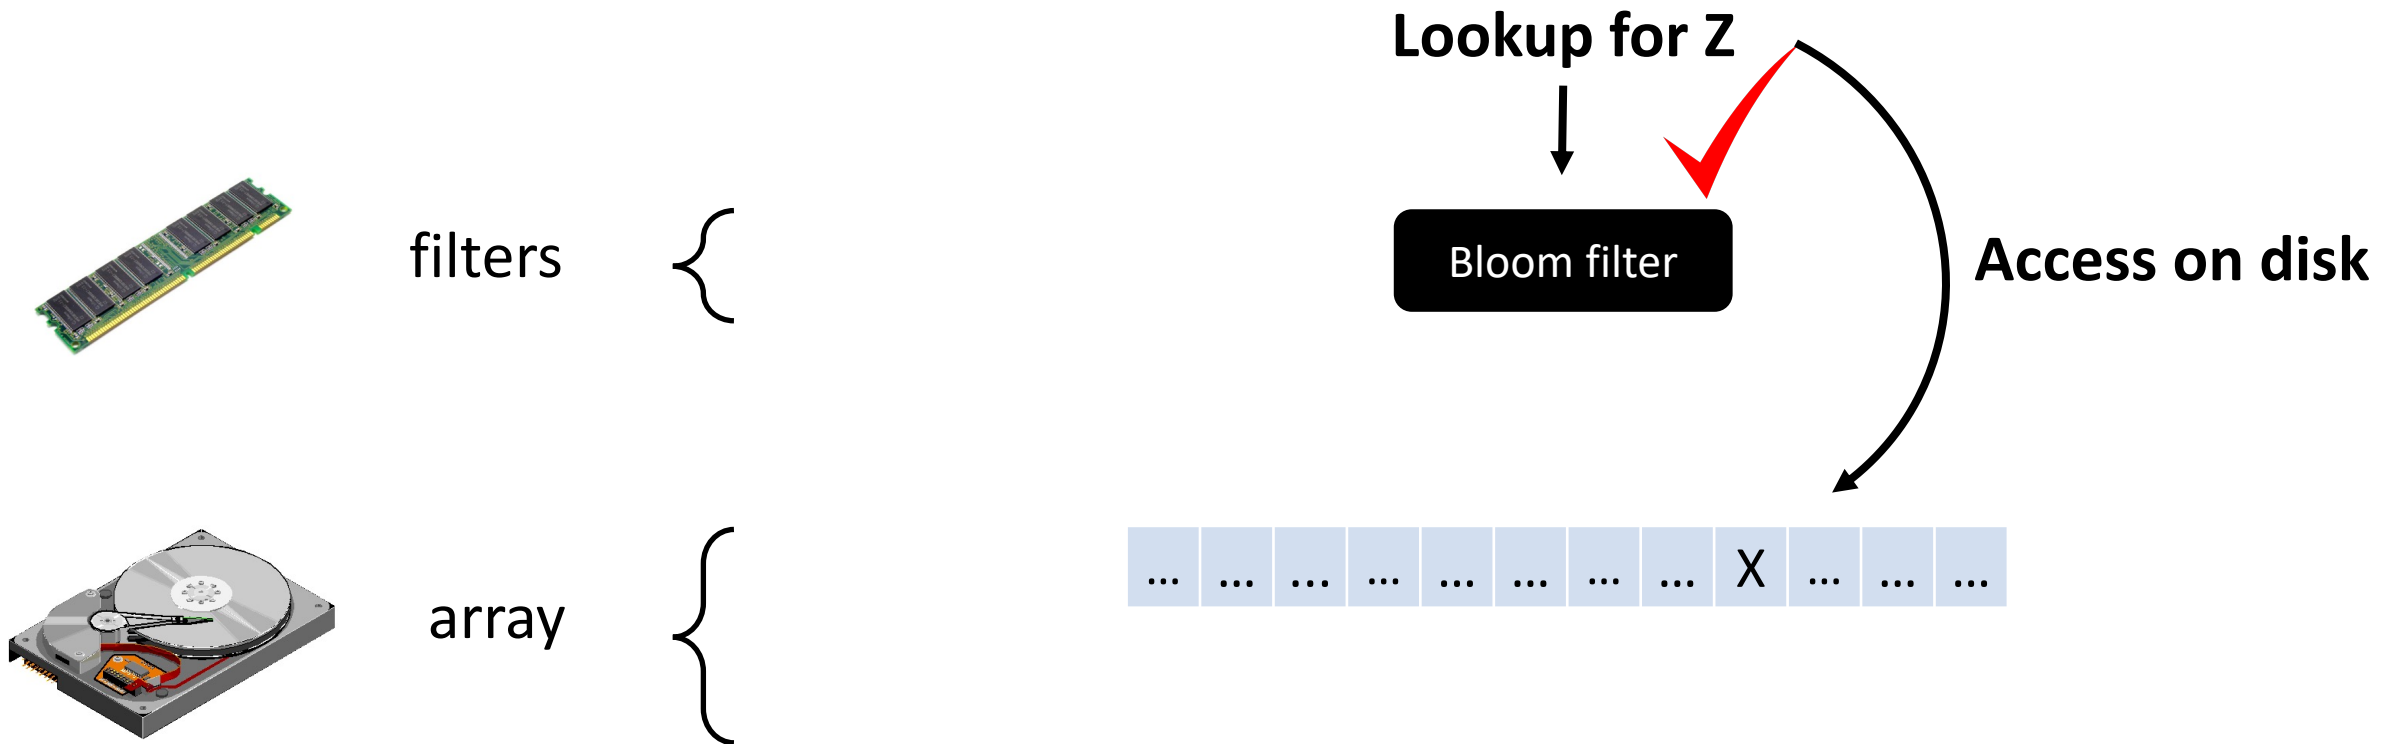 Lookup for Z
filters
Bloom filter
Access on disk
array
... ... ... ... ... ... ... ... X ... ... ...